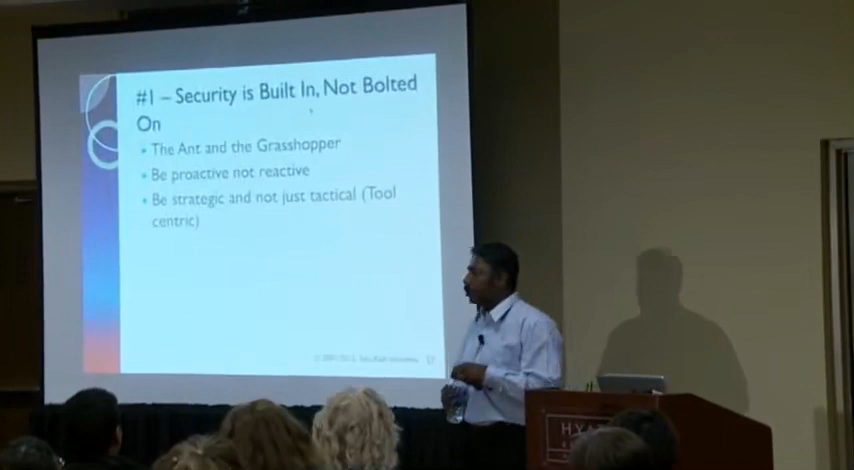 #1 – Security is Built In, Not Bolted
On
• The Ant and the Grasshopper
• Be proactive not reactive
• Be strategic and not just tactical (Tool
centric)